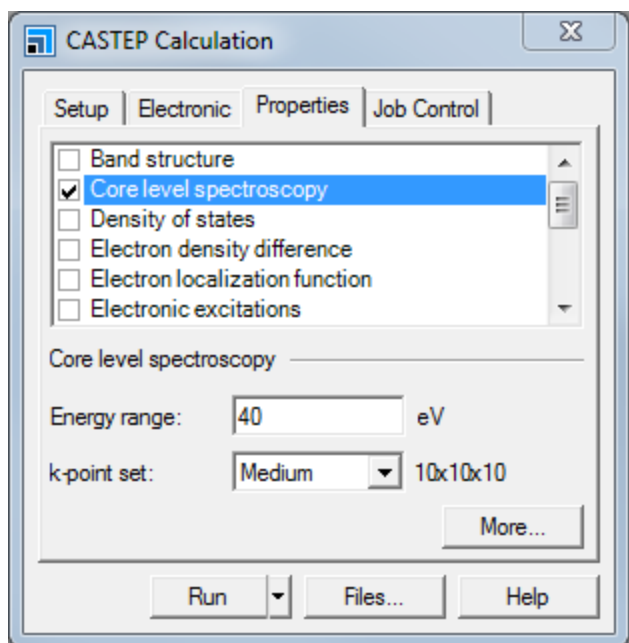 CASTEP Calculation
Setup Electronic Properties Job Control
Band structure
Core level spectroscopy
Density of states
Electron density difference
Electron localization function
Electronic excitations
Core level spectroscopy
Energy range: 40 eV
k-point set: Medium 10x10x10
More...
Run Files... Help